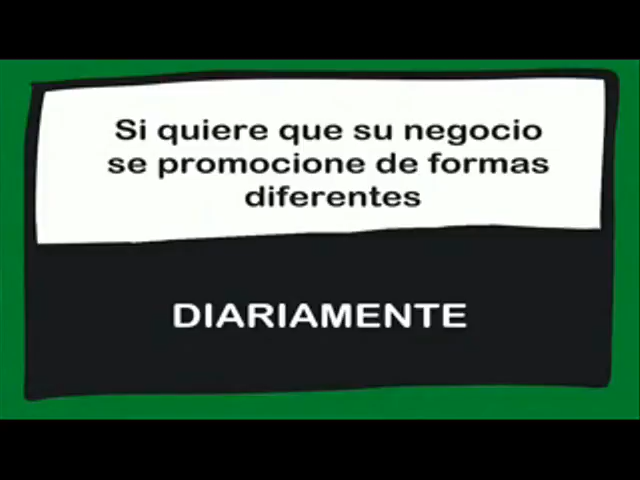 Si quiere que su negocio
se promocione de formas
diferentes
DIARIAMENTE